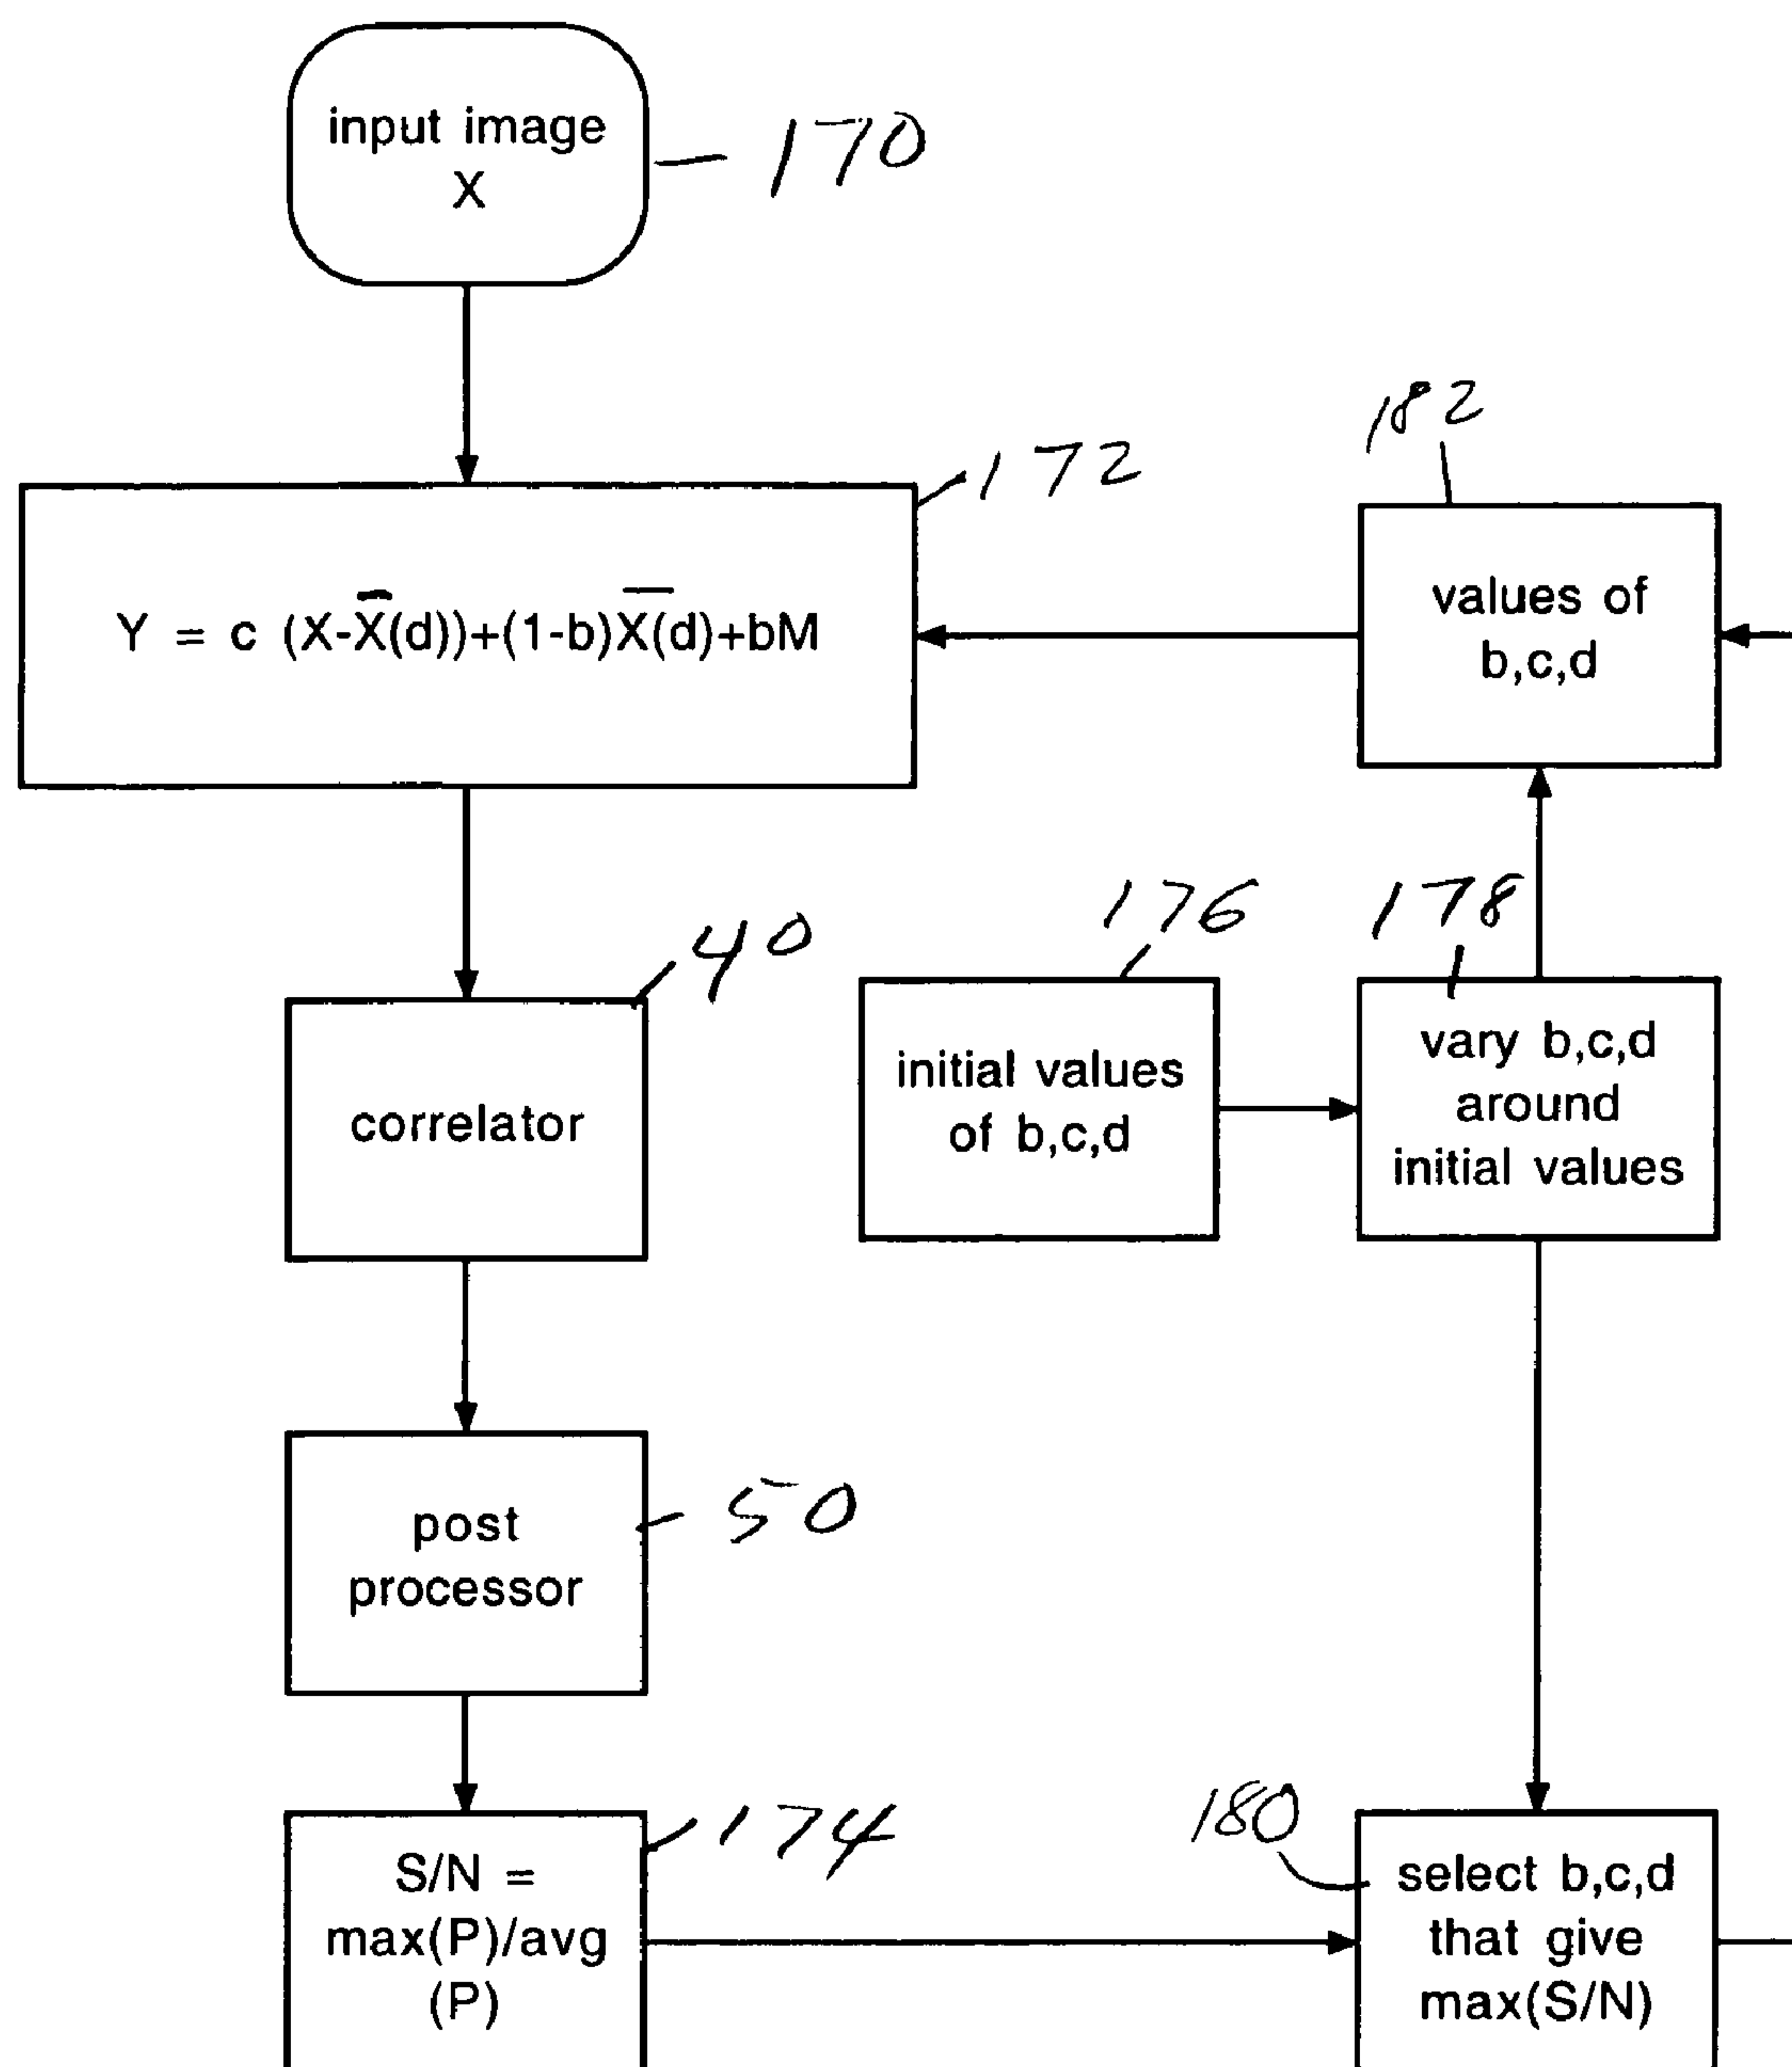 input image
X
170
172
Y = c (X-X̄(d))+(1-b)X̄(d)+bM
182
values of
b,c,d
40
correlator
176
initial values
of b,c,d
178
vary b,c,d
around
initial values
50
post
processor
174
S/N =
max(P)/avg
(P)
180
select b,c,d
that give
max(S/N)